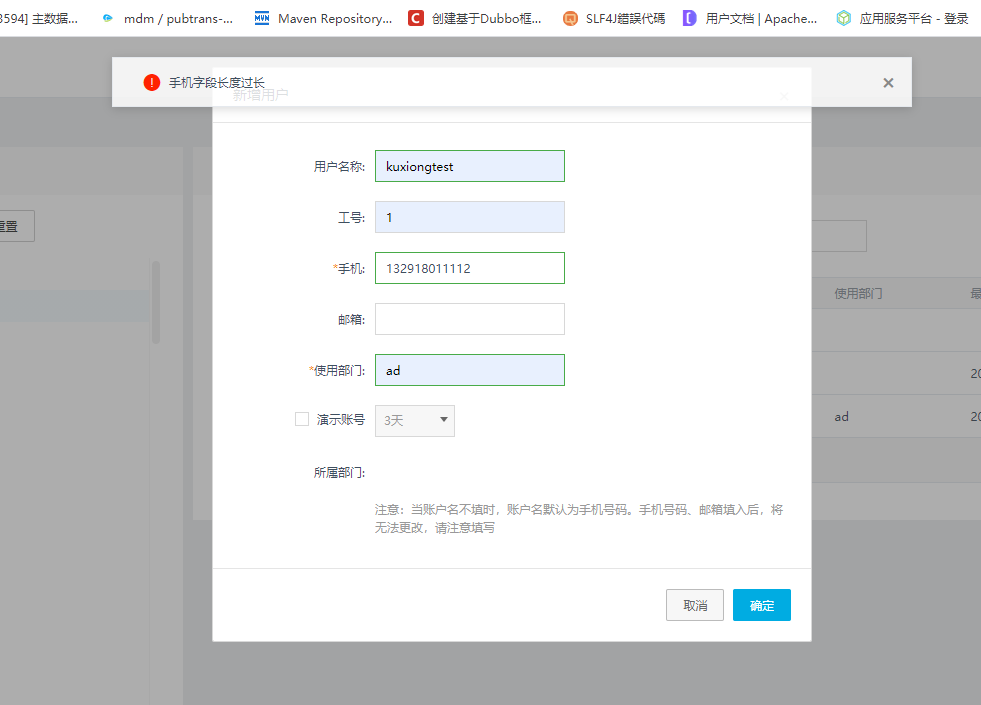 3594] 主数据... mdm / pubtrans-... Maven Repository... 创建基于Dubbo框... SLF4J錯誤代碼 用户文档 | Apache... 应用服务平台 - 登录
手机字段长度过长
新增用户
用户名称: kuxiongtest
工号: 1
重置
*手机: 132918011112
使用部门 最
邮箱:
*使用部门: ad
20
演示账号 3天
ad 20
所属部门:
注意：当账户名不填时，账户名默认为手机号码。手机号码、邮箱填入后，将
无法更改，请注意填写
取消 确定